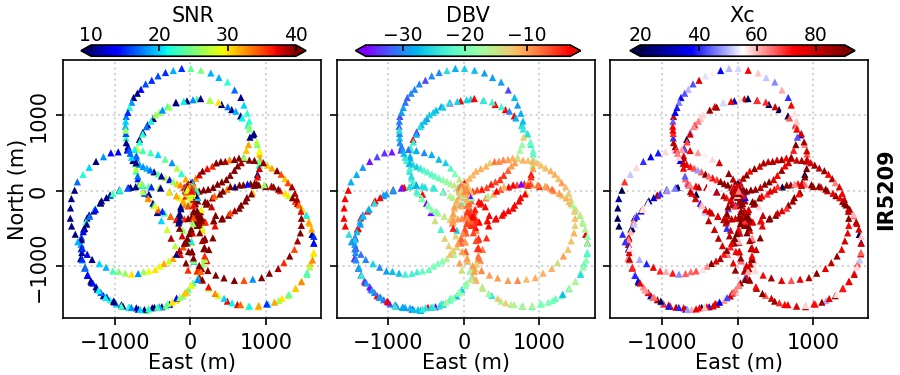 SNR DBV Xc
10 20 30 40 −30 −20 −10 20 40 60 80
North (m)
1000
0
−1000
IR5209
−1000 0 1000 −1000 0 1000 −1000 0 1000
East (m) East (m) East (m)